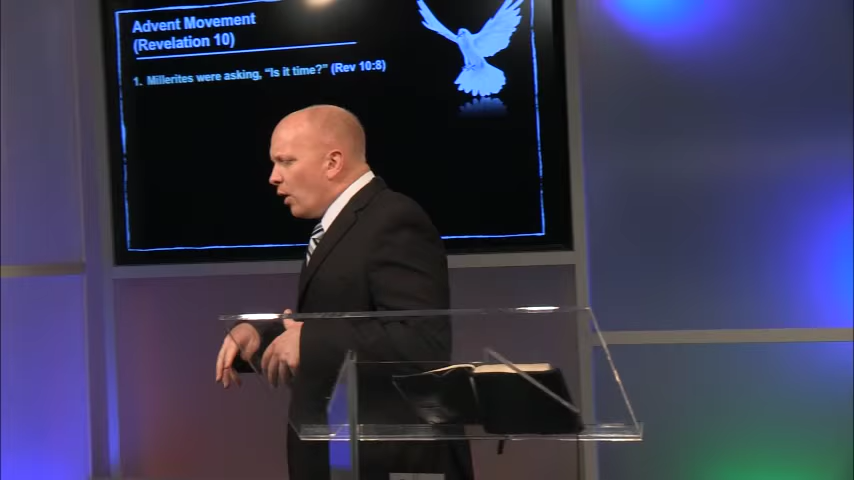 Advent Movement
(Revelation 10)
1. Millerites were asking, "Is it time?" (Rev 10:8)